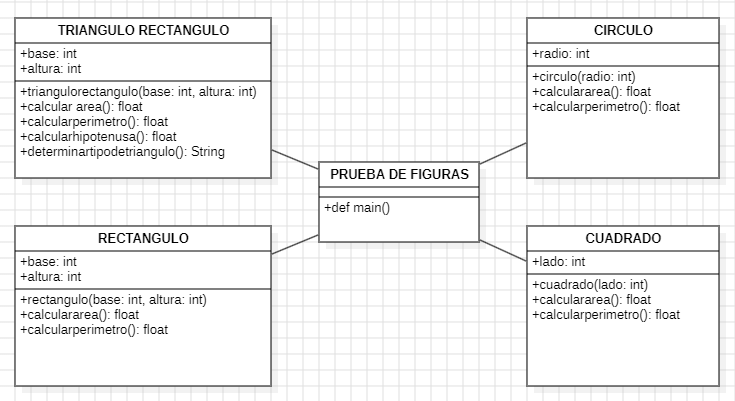 TRIANGULO RECTANGULO
+base: int
+altura: int
+triangulorectangulo(base: int, altura: int)
+calcular area(): float
+calcularperimetro(): float
+calcularhipotenusa(): float
+determinartipodetriangulo(): String
CIRCULO
+radio: int
+circulo(radio: int)
+calculararea(): float
+calcularperimetro(): float
PRUEBA DE FIGURAS
+def main()
RECTANGULO
+base: int
+altura: int
+rectangulo(base: int, altura: int)
+calculararea(): float
+calcularperimetro(): float
CUADRADO
+lado: int
+cuadrado(lado: int)
+calculararea(): float
+calcularperimetro(): float